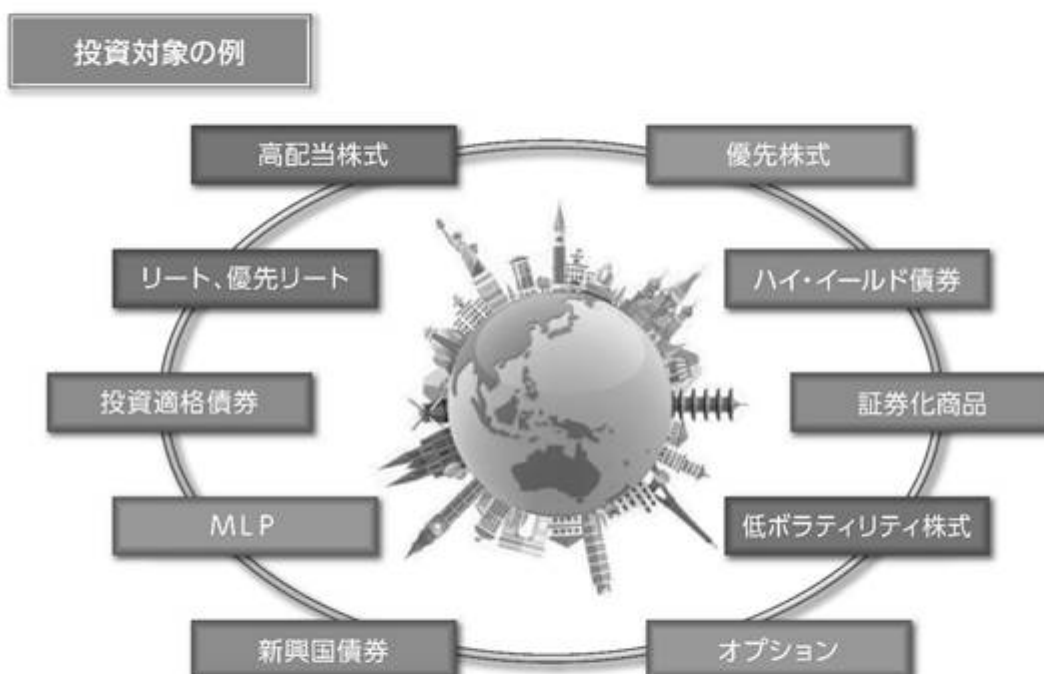 投資対象の例
高配当株式
優先株式
リート、優先リート
ハイ・イールド債券
投資適格債券
証券化商品
MLP
低ボラティリティ株式
新興国債券
オプション